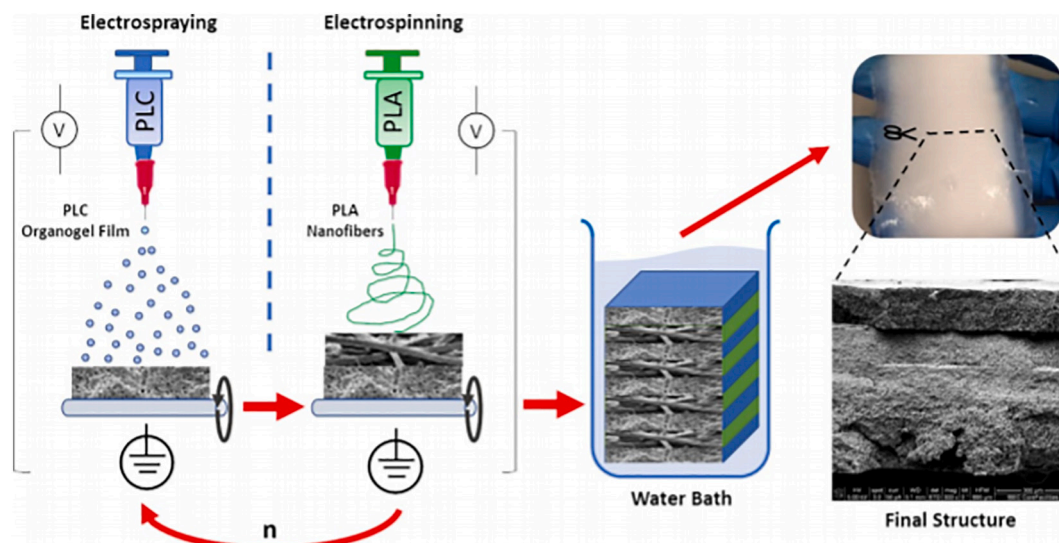 Electrospraying
Electrospinning
PLC
PLA
V
V
PLC
Organogel Film
PLA
Nanofibers
n
Water Bath
Final Structure